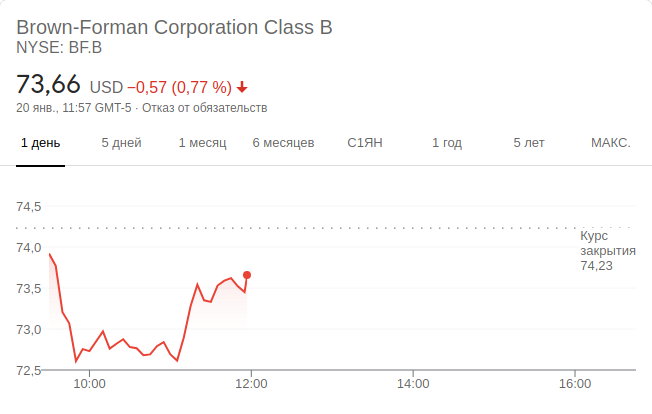 Brown-Forman Corporation Class B
NYSE: BF.B
73,66 USD −0,57 (0,77 %)
20 янв., 11:57 GMT-5 · Отказ от обязательств
1 день 5 дней 1 месяц 6 месяцев С1ЯН 1 год 5 лет МАКС.
74,5
Курс
74,0 закрытия
74,23
73,5
73,0
72,5
10:00 12:00 14:00 16:00